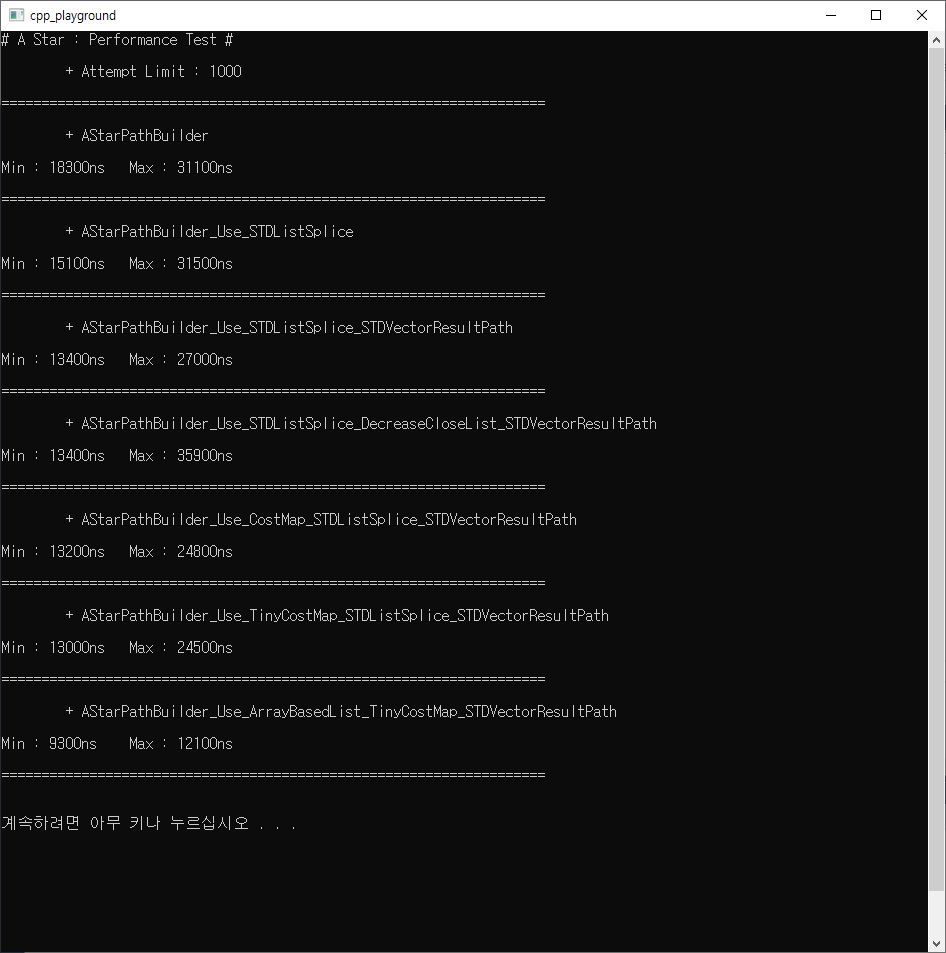 cpp_playground
# A Star : Performance Test #
+ Attempt Limit : 1000
====================================================================
+ AStarPathBuilder
Min : 18300ns   Max : 31100ns
====================================================================
+ AStarPathBuilder_Use_STDListSplice
Min : 15100ns   Max : 31500ns
====================================================================
+ AStarPathBuilder_Use_STDListSplice_STDVectorResultPath
Min : 13400ns   Max : 27000ns
====================================================================
+ AStarPathBuilder_Use_STDListSplice_DecreaseCloseList_STDVectorResultPath
Min : 13400ns   Max : 35900ns
====================================================================
+ AStarPathBuilder_Use_CostMap_STDListSplice_STDVectorResultPath
Min : 13200ns   Max : 24800ns
====================================================================
+ AStarPathBuilder_Use_TinyCostMap_STDListSplice_STDVectorResultPath
Min : 13000ns   Max : 24500ns
====================================================================
+ AStarPathBuilder_Use_ArrayBasedList_TinyCostMap_STDVectorResultPath
Min : 9300ns    Max : 12100ns
====================================================================
계속하려면 아무 키나 누르십시오 . . .